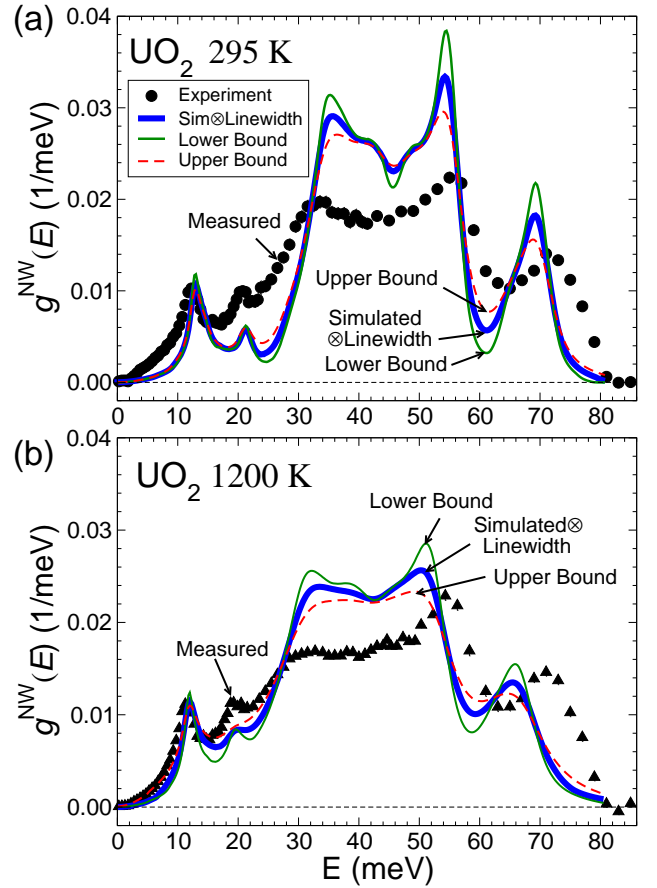 (a)
UO₂ 295 K
Experiment
Sim⊗Linewidth
Lower Bound
Upper Bound
Measured
Upper Bound
Simulated
⊗Linewidth
Lower Bound
g^NW(E) (1/meV)
0.04
0.03
0.02
0.01
0.00
0 10 20 30 40 50 60 70 80
(b)
UO₂ 1200 K
Lower Bound
Simulated⊗
Linewidth
Upper Bound
Measured
g^NW(E) (1/meV)
0.04
0.03
0.02
0.01
0.00
0 10 20 30 40 50 60 70 80
E (meV)